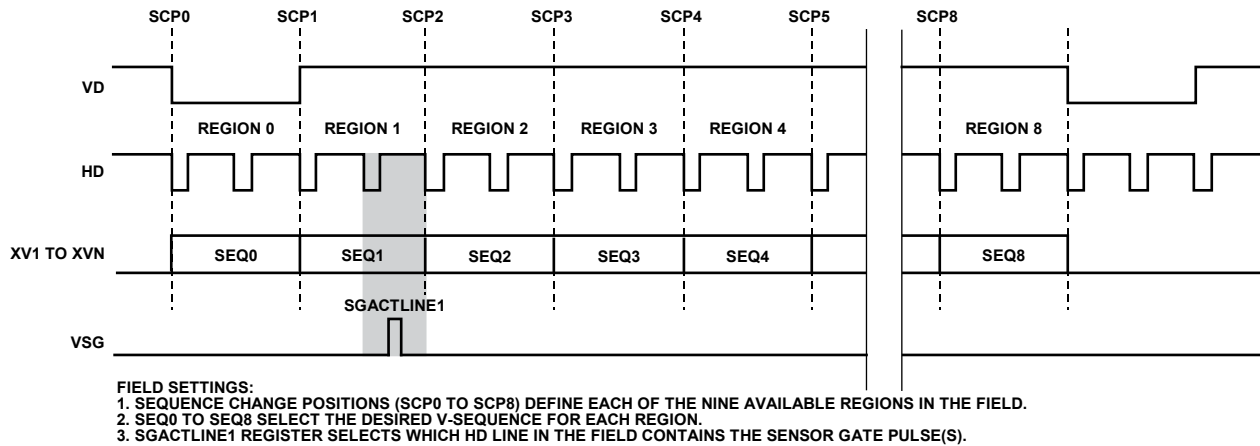 SCP0 SCP1 SCP2 SCP3 SCP4 SCP5 SCP8
VD
REGION 0 REGION 1 REGION 2 REGION 3 REGION 4 REGION 8
HD
XV1 TO XVN SEQ0 SEQ1 SEQ2 SEQ3 SEQ4 SEQ8
SGACTLINE1
VSG
FIELD SETTINGS:
1. SEQUENCE CHANGE POSITIONS (SCP0 TO SCP8) DEFINE EACH OF THE NINE AVAILABLE REGIONS IN THE FIELD.
2. SEQ0 TO SEQ8 SELECT THE DESIRED V-SEQUENCE FOR EACH REGION.
3. SGACTLINE1 REGISTER SELECTS WHICH HD LINE IN THE FIELD CONTAINS THE SENSOR GATE PULSE(S).